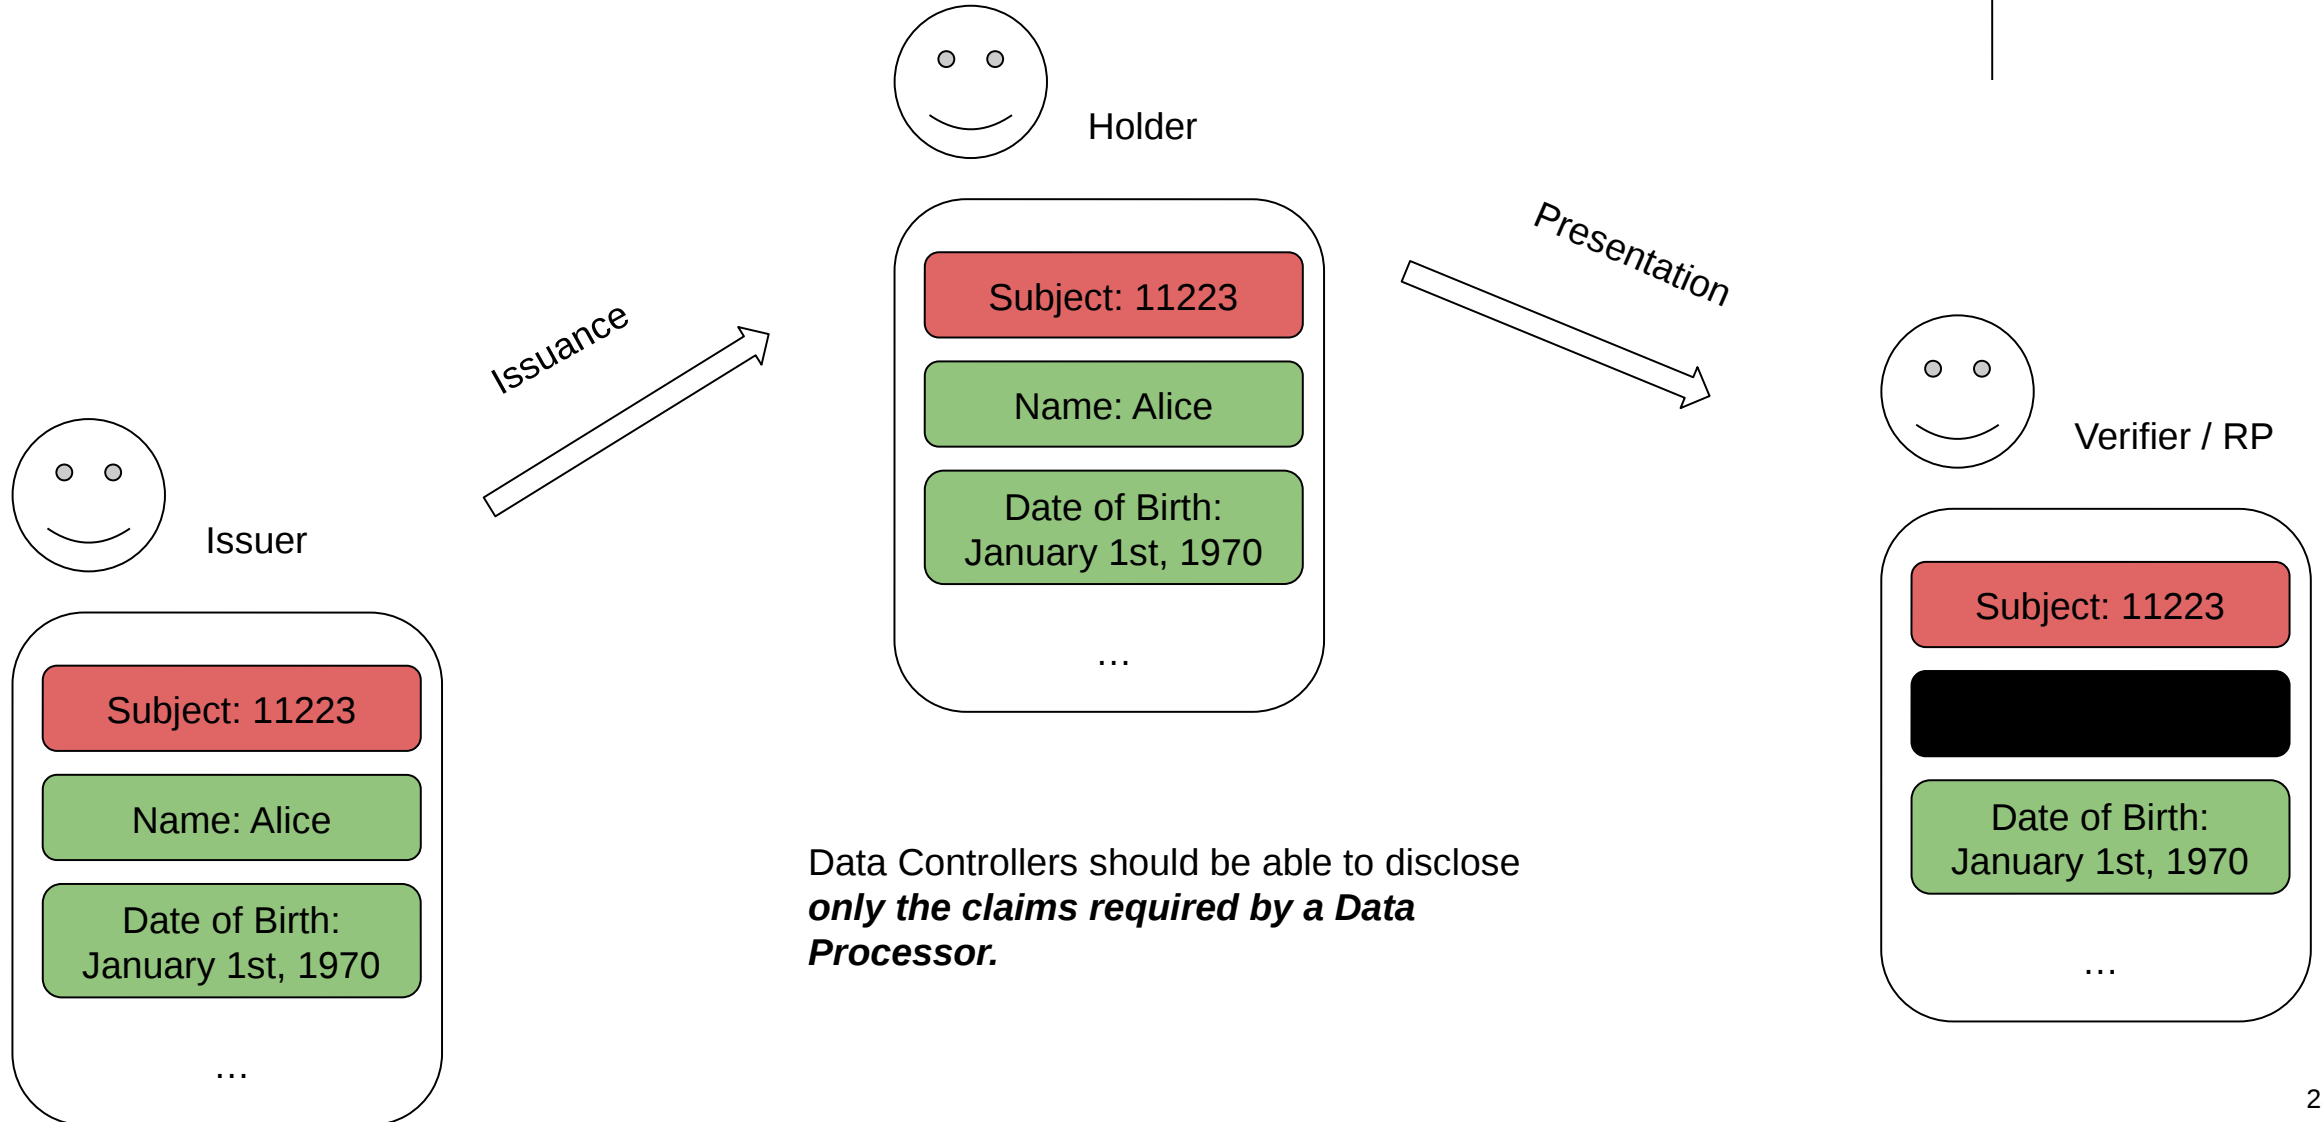 Holder
Subject: 11223
Name: Alice
Date of Birth:
January 1st, 1970
…
Issuance
Presentation
Issuer
Subject: 11223
Name: Alice
Date of Birth:
January 1st, 1970
…
Verifier / RP
Subject: 11223
Date of Birth:
January 1st, 1970
…
Data Controllers should be able to disclose
only the claims required by a Data
Processor.
2